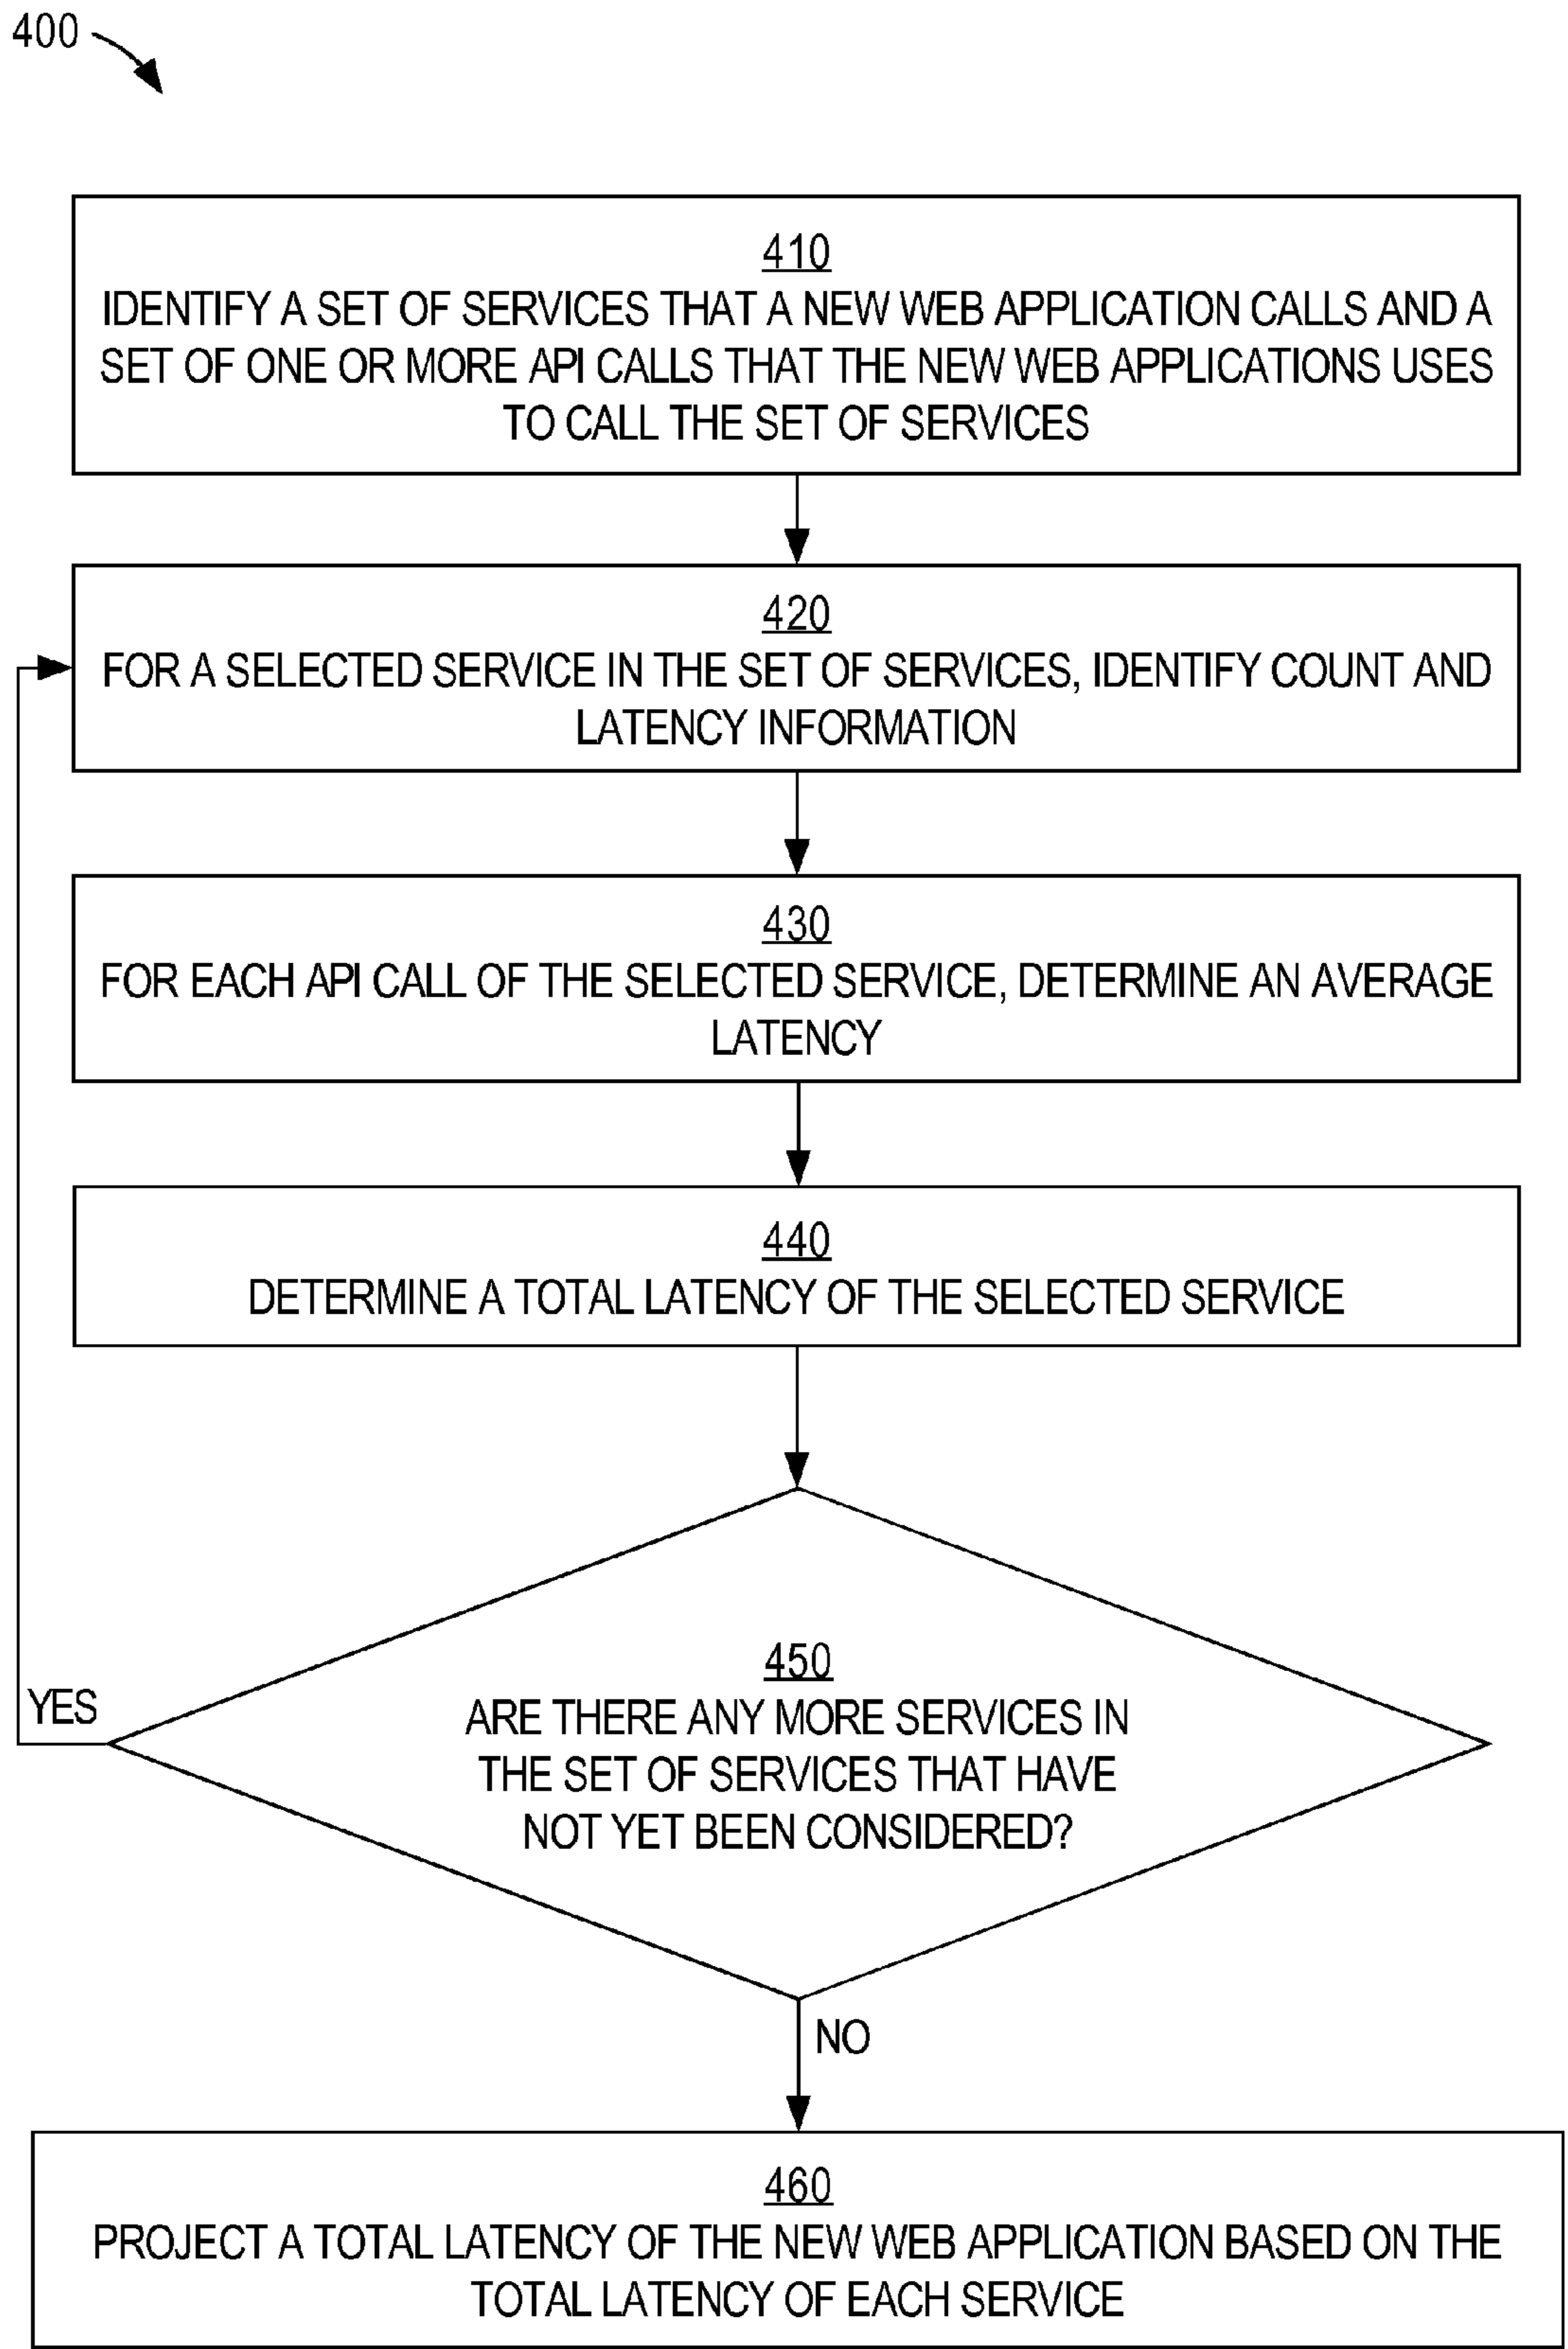 400
410
IDENTIFY A SET OF SERVICES THAT A NEW WEB APPLICATION CALLS AND A
SET OF ONE OR MORE API CALLS THAT THE NEW WEB APPLICATIONS USES
TO CALL THE SET OF SERVICES
420
FOR A SELECTED SERVICE IN THE SET OF SERVICES, IDENTIFY COUNT AND
LATENCY INFORMATION
430
FOR EACH API CALL OF THE SELECTED SERVICE, DETERMINE AN AVERAGE
LATENCY
440
DETERMINE A TOTAL LATENCY OF THE SELECTED SERVICE
450
YES
ARE THERE ANY MORE SERVICES IN
THE SET OF SERVICES THAT HAVE
NOT YET BEEN CONSIDERED?
NO
460
PROJECT A TOTAL LATENCY OF THE NEW WEB APPLICATION BASED ON THE
TOTAL LATENCY OF EACH SERVICE